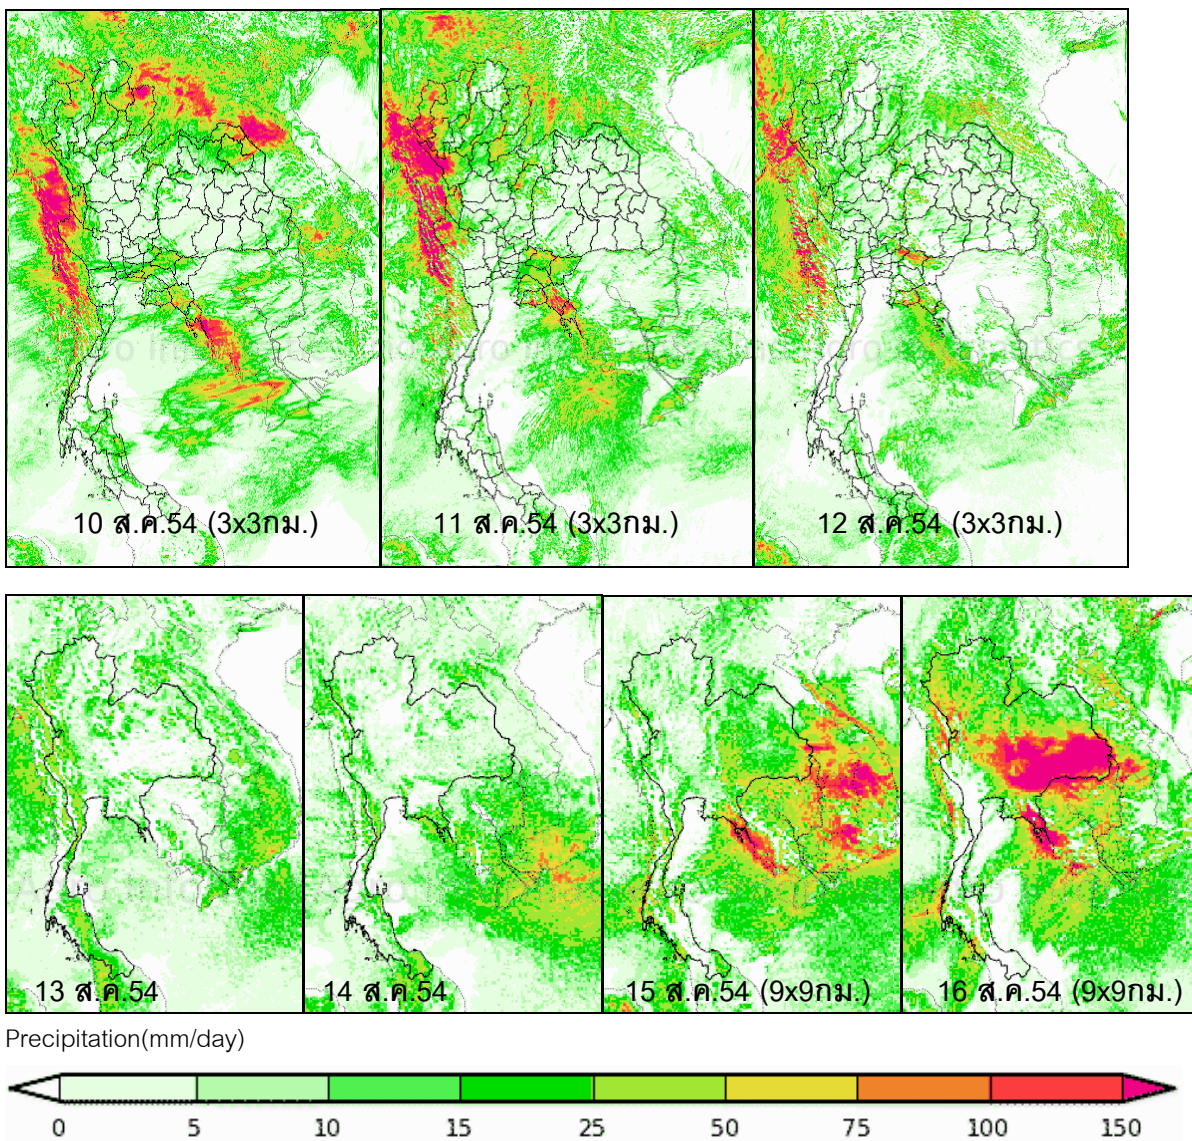 10 ส.ค.54 (3x3กม.)
11 ส.ค.54 (3x3กม.)
12 ส.ค.54 (3x3กม.)
13 ส.ค.54
14 ส.ค.54
15 ส.ค.54 (9x9กม.)
16 ส.ค.54 (9x9กม.)
Precipitation(mm/day)
0 5 10 15 25 50 75 100 150